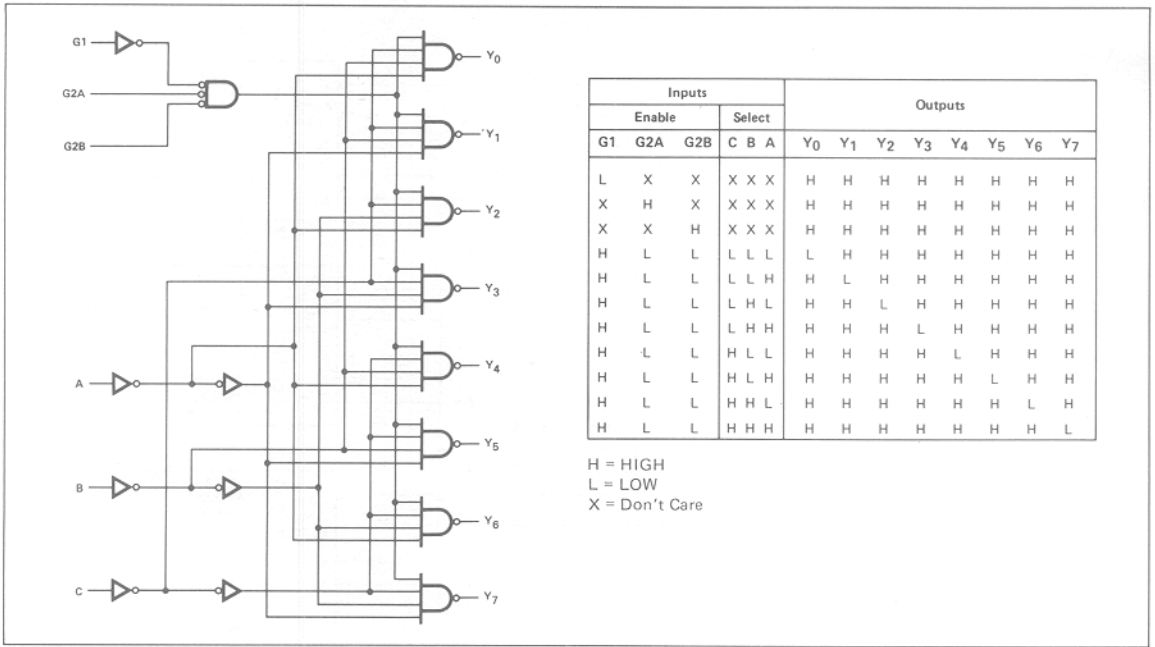 G1
G2A
G2B
A
B
C
Y0
Y1
Y2
Y3
Y4
Y5
Y6
Y7
Inputs Outputs
Enable Select
G1 G2A G2B C B A Y0 Y1 Y2 Y3 Y4 Y5 Y6 Y7
L X X X X X H H H H H H H H
X H X X X X H H H H H H H H
X X H X X X H H H H H H H H
H L L L L L L H H H H H H H
H L L L L H H L H H H H H H
H L L L H L H H L H H H H H
H L L L H H H H H L H H H H
H L L H L L H H H H L H H H
H L L H L H H H H H H L H H
H L L H H L H H H H H H L H
H L L H H H H H H H H H H L
H = HIGH
L = LOW
X = Don't Care